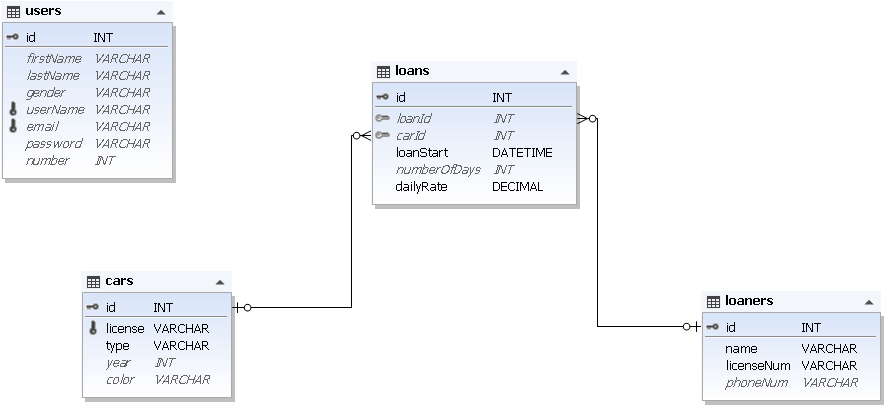 users
id INT
firstName VARCHAR
lastName VARCHAR
gender VARCHAR
userName VARCHAR
email VARCHAR
password VARCHAR
number INT
loans
id INT
loanId INT
carId INT
loanStart DATETIME
numberOfDays INT
dailyRate DECIMAL
cars
id INT
license VARCHAR
type VARCHAR
year INT
color VARCHAR
loaners
id INT
name VARCHAR
licenseNum VARCHAR
phoneNum VARCHAR